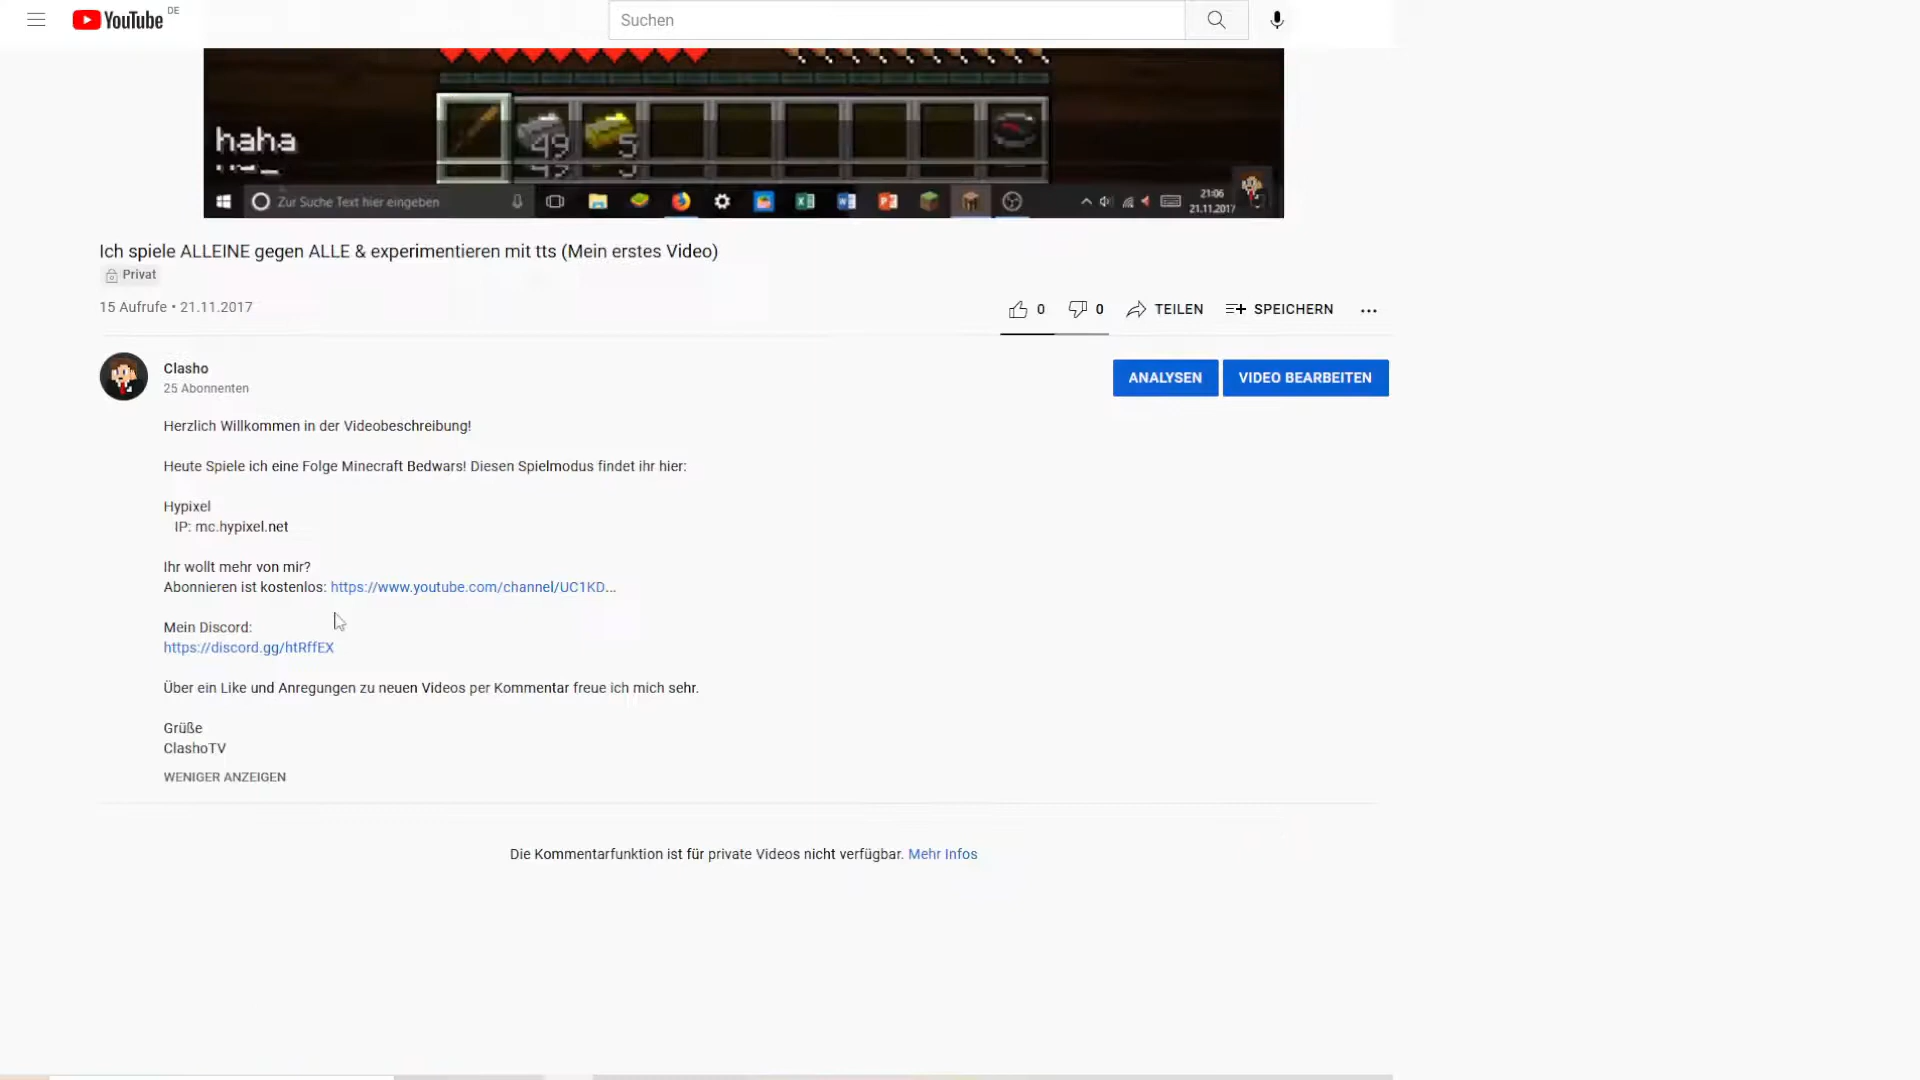 YouTube DE
Suchen
haha
49
5
Zur Suche Text hier eingeben
21:06
21.11.2017
Ich spiele ALLEINE gegen ALLE & experimentieren mit tts (Mein erstes Video)
Privat
15 Aufrufe • 21.11.2017
0 0 TEILEN SPEICHERN
Clasho
25 Abonnenten
ANALYSEN VIDEO BEARBEITEN
Herzlich Willkommen in der Videobeschreibung!
Heute Spiele ich eine Folge Minecraft Bedwars! Diesen Spielmodus findet ihr hier:
Hypixel
IP: mc.hypixel.net
Ihr wollt mehr von mir?
Abonnieren ist kostenlos: https://www.youtube.com/channel/UC1KD...
Mein Discord:
https://discord.gg/htRffEX
Über ein Like und Anregungen zu neuen Videos per Kommentar freue ich mich sehr.
Grüße
ClashoTV
WENIGER ANZEIGEN
Die Kommentarfunktion ist für private Videos nicht verfügbar. Mehr Infos